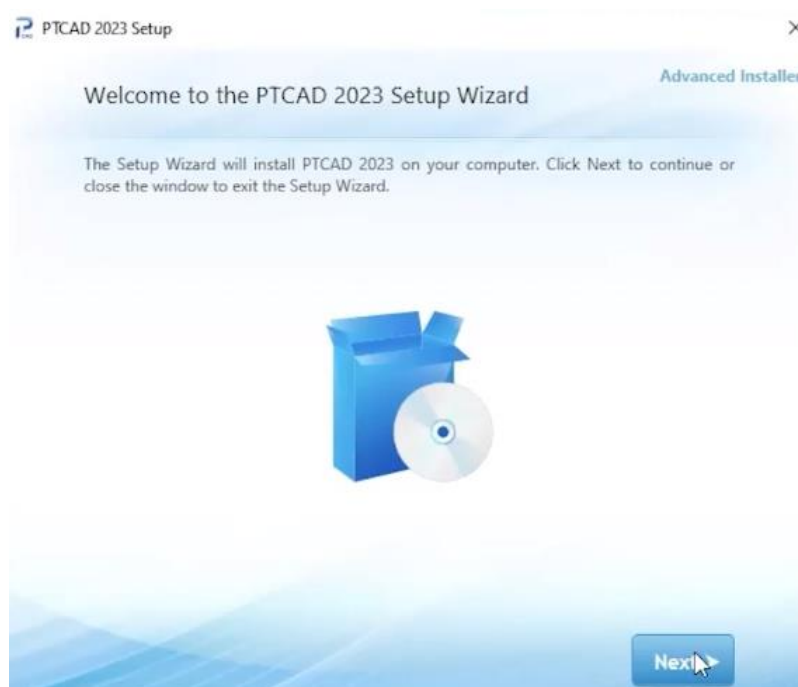 PTCAD 2023 Setup
Advanced Installer
Welcome to the PTCAD 2023 Setup Wizard
The Setup Wizard will install PTCAD 2023 on your computer. Click Next to continue or
close the window to exit the Setup Wizard.
Next